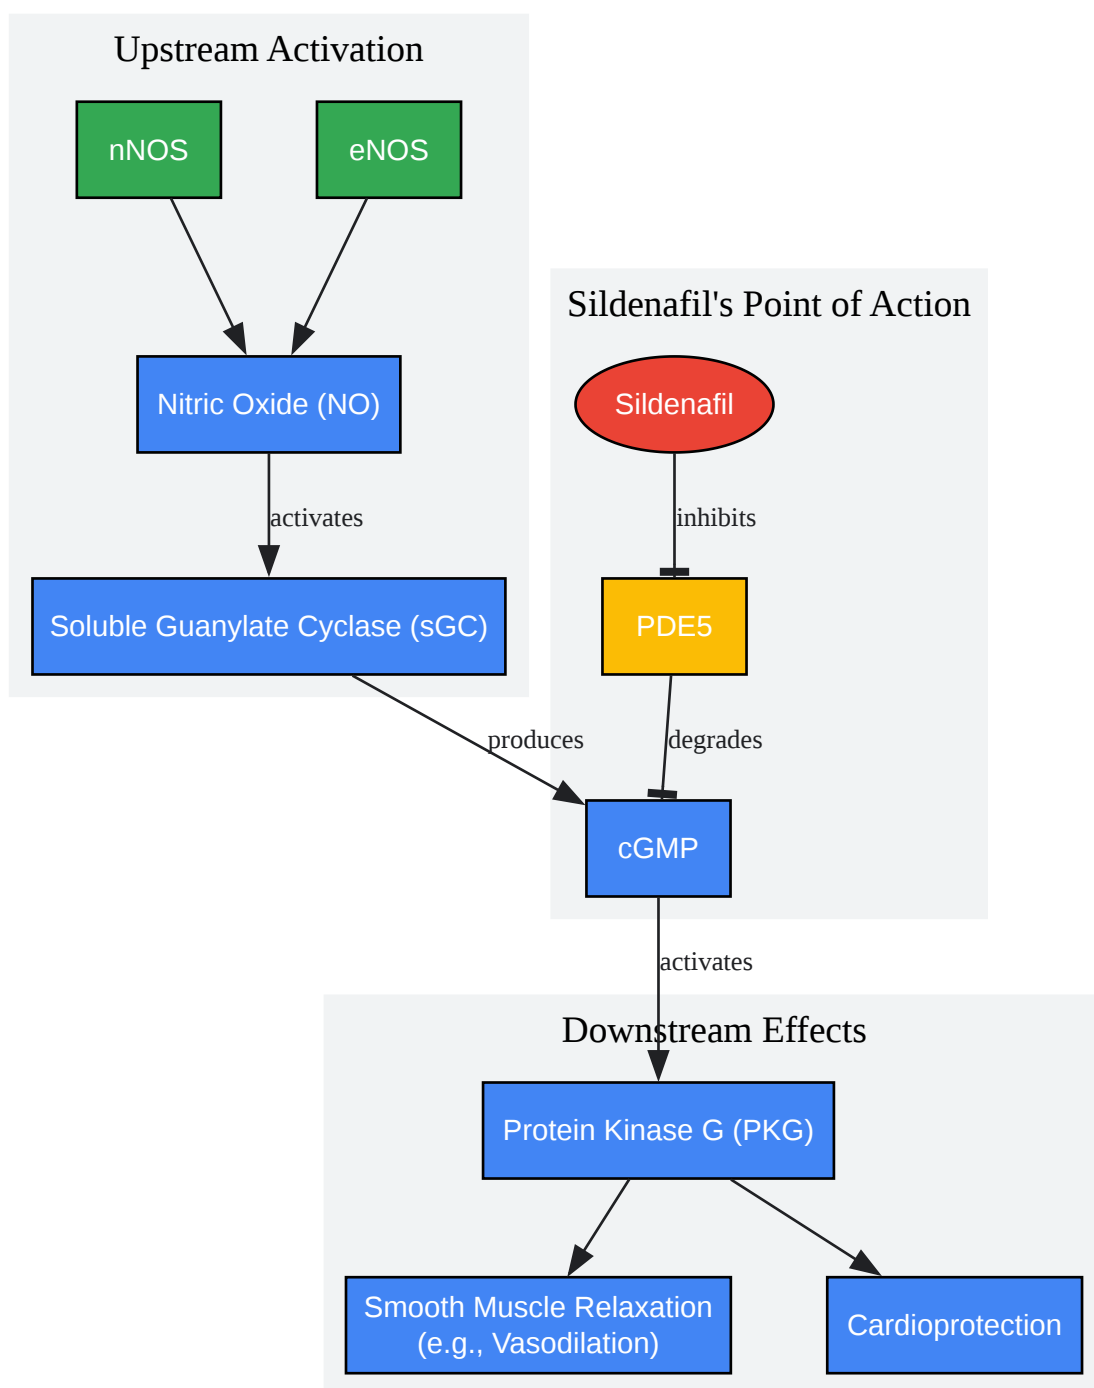 Upstream Activation
nNOS
eNOS
Nitric Oxide (NO)
activates
Soluble Guanylate Cyclase (sGC)
Sildenafil's Point of Action
Sildenafil
inhibits
PDE5
produces
degrades
cGMP
activates
Downstream Effects
Protein Kinase G (PKG)
Smooth Muscle Relaxation
(e.g., Vasodilation)
Cardioprotection